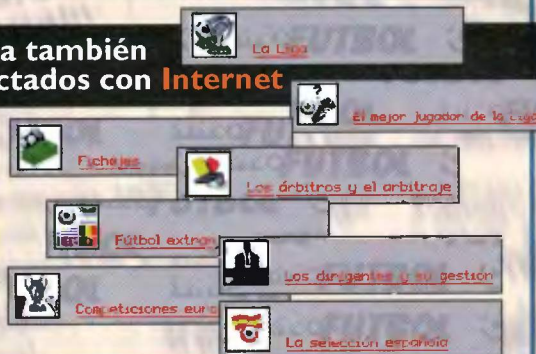 La Liga
a también
ctados con Internet
El mejor jugador de la Liga
Fichajes
Los árbitros y el arbitraje
Fútbol extran
Los dirigentes y su gestión
Competiciones euro
La selección española